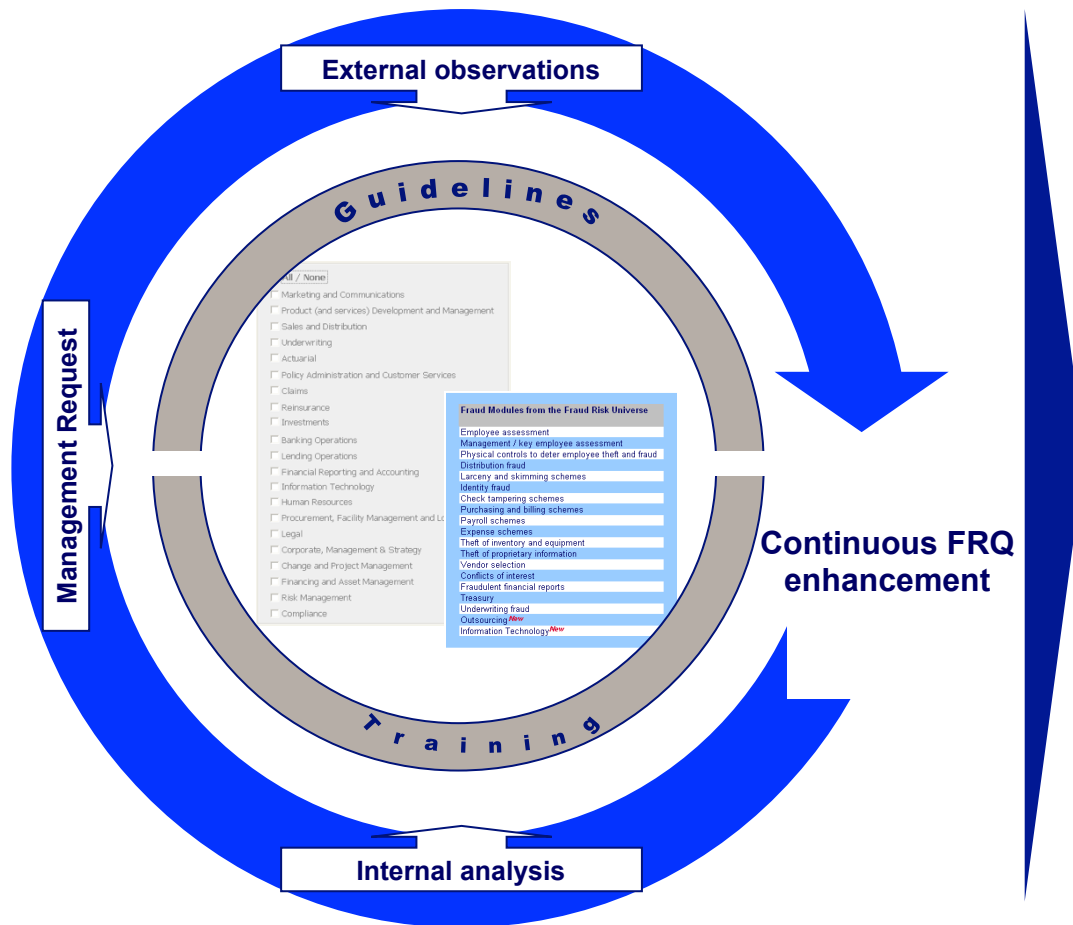 External observations
Guidelines
All / None
Marketing and Communications
Product (and services) Development and Management
Sales and Distribution
Underwriting
Actuarial
Policy Administration and Customer Services
Claims
Reinsurance
Investments
Banking Operations
Lending Operations
Financial Reporting and Accounting
Information Technology
Human Resources
Procurement, Facility Management and
Legal
Corporate, Management & Strategy
Change and Project Management
Financing and Asset Management
Risk Management
Compliance
Fraud Modules from the Fraud Risk Universe
Employee assessment
Management / key employee assessment
Physical controls to deter employee theft and fraud
Distribution fraud
Larceny and skimming schemes
Identity fraud
Check tampering schemes
Purchasing and billing schemes
Payroll schemes
Expense schemes
Theft of inventory and equipment
Theft of proprietary information
Vendor selection
Conflicts of interest
Fraudulent financial reports
Treasury
Underwriting fraud
Outsourcing New
Information Technology New
Management Request
Continuous FRQ
enhancement
Training
Internal analysis